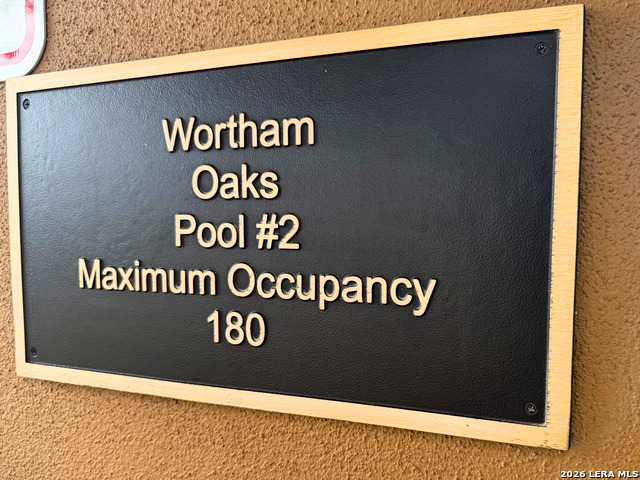 Wortham
Oaks
Pool #2
Maximum Occupancy
180
2026 LERA MLS